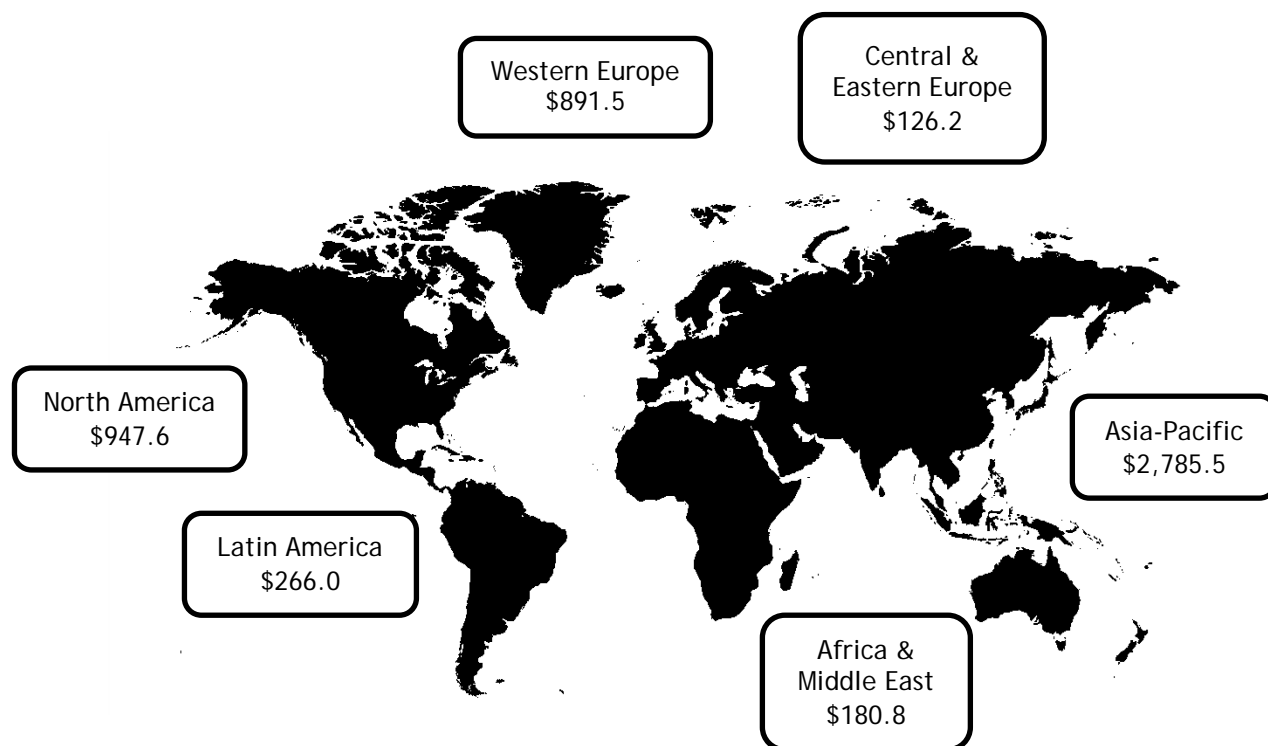 Western Europe
$891.5
Central &
Eastern Europe
$126.2
North America
$947.6
Asia-Pacific
$2,785.5
Latin America
$266.0
Africa &
Middle East
$180.8